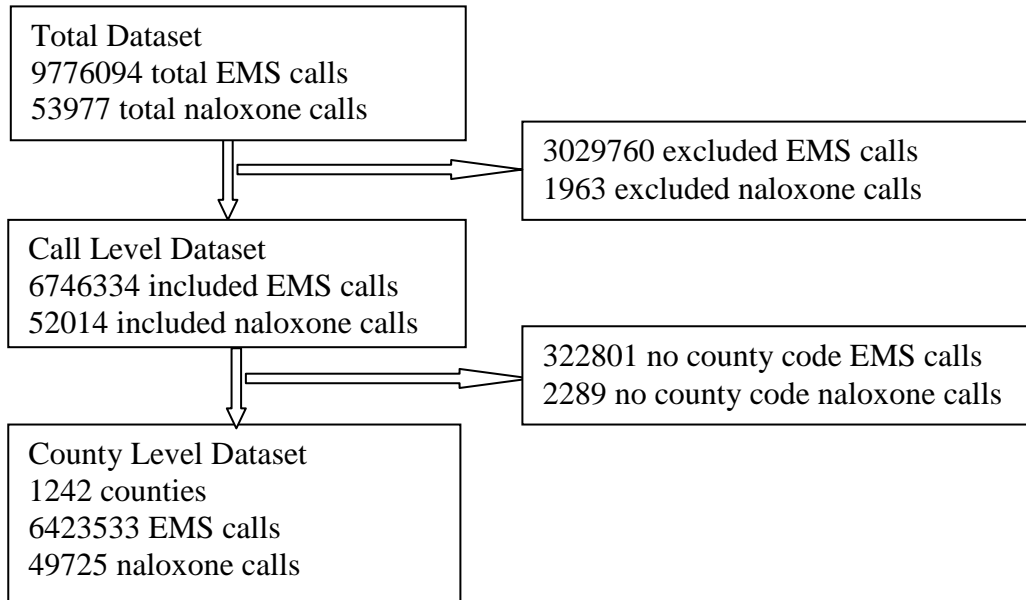 Total Dataset
9776094 total EMS calls
53977 total naloxone calls
3029760 excluded EMS calls
1963 excluded naloxone calls
Call Level Dataset
6746334 included EMS calls
52014 included naloxone calls
322801 no county code EMS calls
2289 no county code naloxone calls
County Level Dataset
1242 counties
6423533 EMS calls
49725 naloxone calls